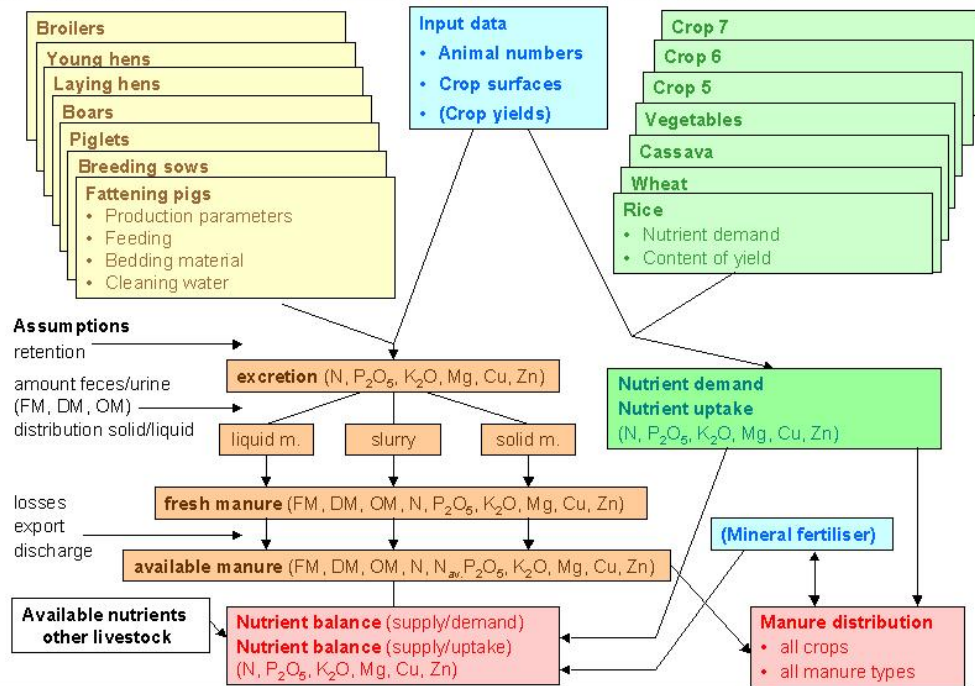 Broilers
Young hens
Laying hens
Boars
Piglets
Breeding sows
Fattening pigs
• Production parameters
• Feeding
• Bedding material
• Cleaning water
Input data
• Animal numbers
• Crop surfaces
• (Crop yields)
Crop 7
Crop 6
Crop 5
Vegetables
Cassava
Wheat
Rice
• Nutrient demand
• Content of yield
Assumptions
retention
amount feces/urine
(FM, DM, OM)
distribution solid/liquid
excretion (N, P₂O₅, K₂O, Mg, Cu, Zn)
liquid m.
slurry
solid m.
Nutrient demand
Nutrient uptake
(N, P₂O₅, K₂O, Mg, Cu, Zn)
losses
export
discharge
fresh manure (FM, DM, OM, N, P₂O₅, K₂O, Mg, Cu, Zn)
(Mineral fertiliser)
available manure (FM, DM, OM, N, Nav.P₂O₅, K₂O, Mg, Cu, Zn)
Available nutrients
other livestock
Nutrient balance (supply/demand)
Nutrient balance (supply/uptake)
(N, P₂O₅, K₂O, Mg, Cu, Zn)
Manure distribution
• all crops
• all manure types